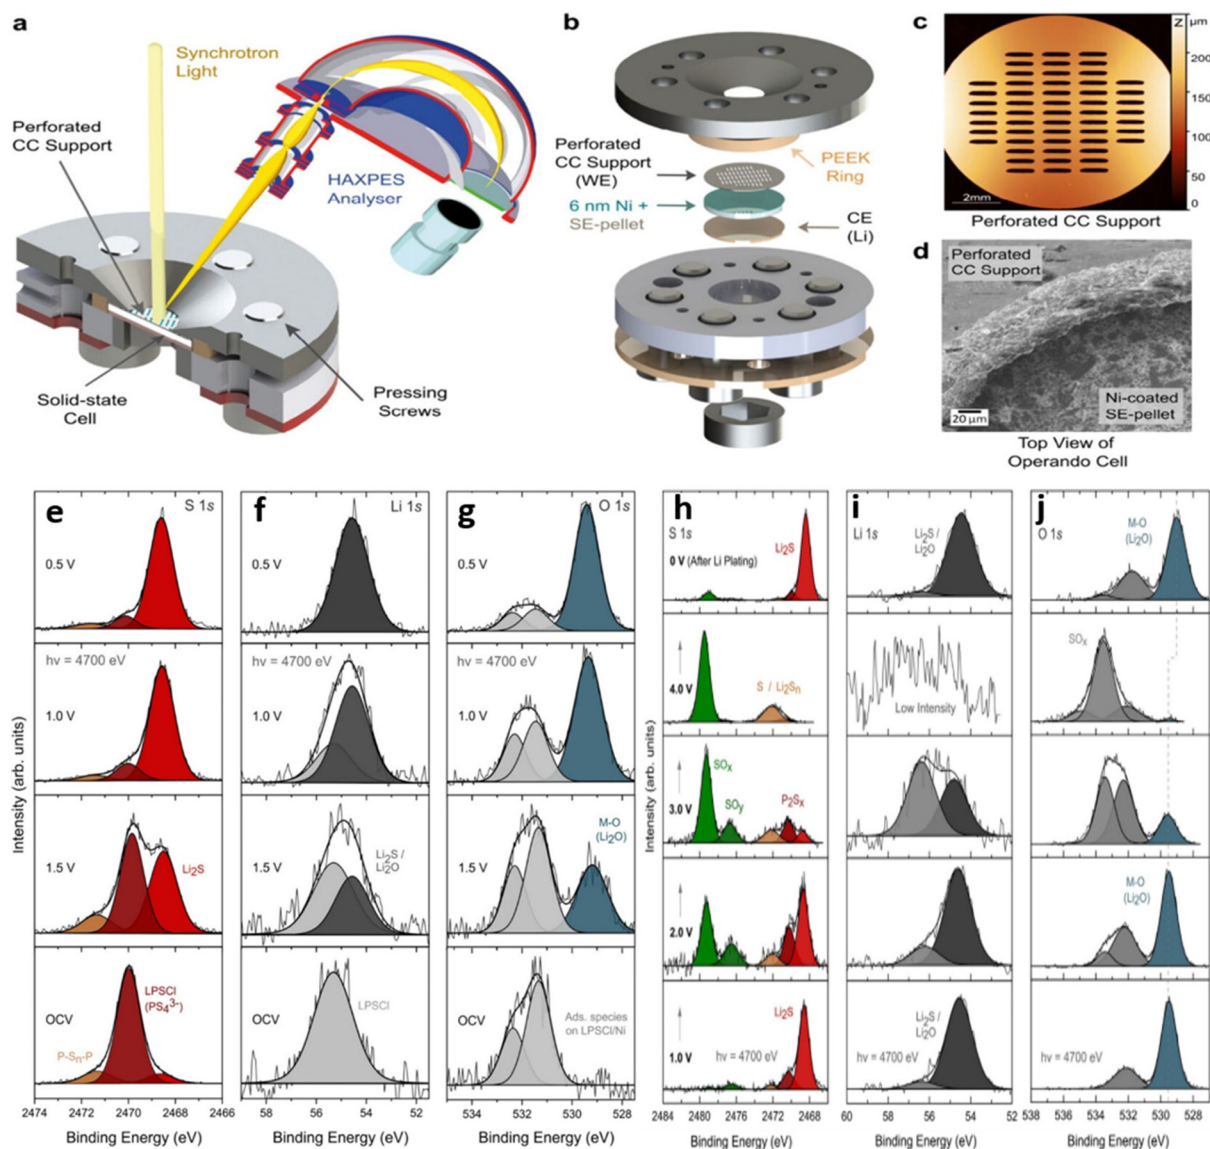 a
Synchrotron
Light
Perforated
CC Support
HAXPES
Analyser
Solid-state
Cell
Pressing
Screws
b
Perforated
CC Support
(WE)
PEEK
Ring
6 nm Ni +
SE-pellet
CE
(Li)
c
Z μm
200
150
100
50
0
2mm
Perforated CC Support
d
Perforated
CC Support
Ni-coated
SE-pellet
20 μm
Top View of
Operando Cell
e
S 1s
0.5 V
hν = 4700 eV
1.0 V
1.5 V
Li2S
LPSCl
(PS4^3-)
OCV
P-Sn-P
2474 2472 2470 2468 2466
Binding Energy (eV)
Intensity (arb. units)
f
Li 1s
0.5 V
hν = 4700 eV
1.0 V
1.5 V
Li2S /
Li2O
OCV
LPSCl
58 55 52
Binding Energy (eV)
g
O 1s
0.5 V
hν = 4700 eV
1.0 V
M-O
(Li2O)
1.5 V
Ads. species
on LPSCl/Ni
OCV
534 532 530 528
Binding Energy (eV)
h
S 1s
Li2S
0 V (After Li Plating)
4.0 V
S / Li2Sn
SOx
SOy
P2Sx
3.0 V
2.0 V
Li2S
1.0 V
hν = 4700 eV
2484 2480 2476 2472 2468
Binding Energy (eV)
Intensity (arb. units)
i
Li 1s
Li2S /
Li2O
Low Intensity
Li2S /
Li2O
hν = 4700 eV
60 58 56 54 52
Binding Energy (eV)
j
O 1s
M-O
(Li2O)
SOx
M-O
(Li2O)
hν = 4700 eV
538 536 534 532 530 528
Binding Energy (eV)